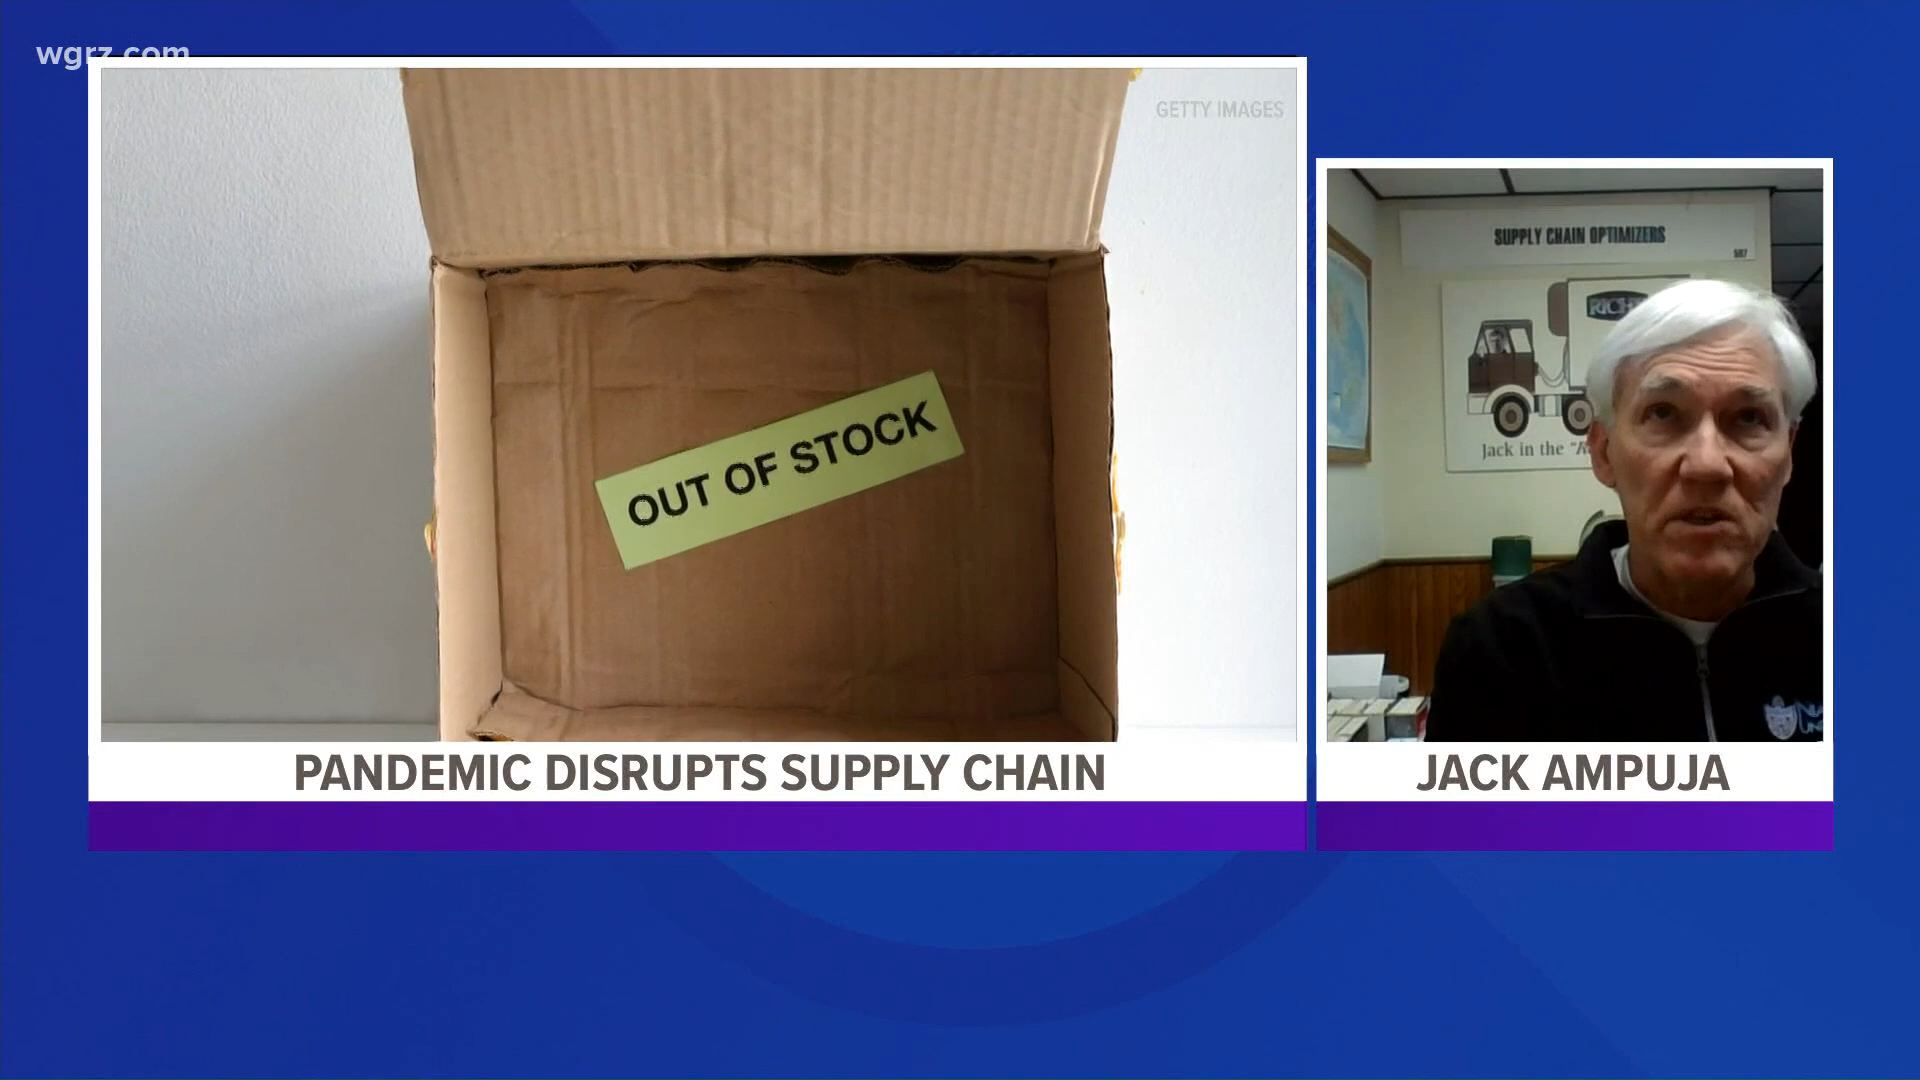 wgrz.com
GETTY IMAGES
OUT OF STOCK
PANDEMIC DISRUPTS SUPPLY CHAIN
SUPPLY CHAIN OPTIMIZERS
Jack in the
JACK AMPUJA